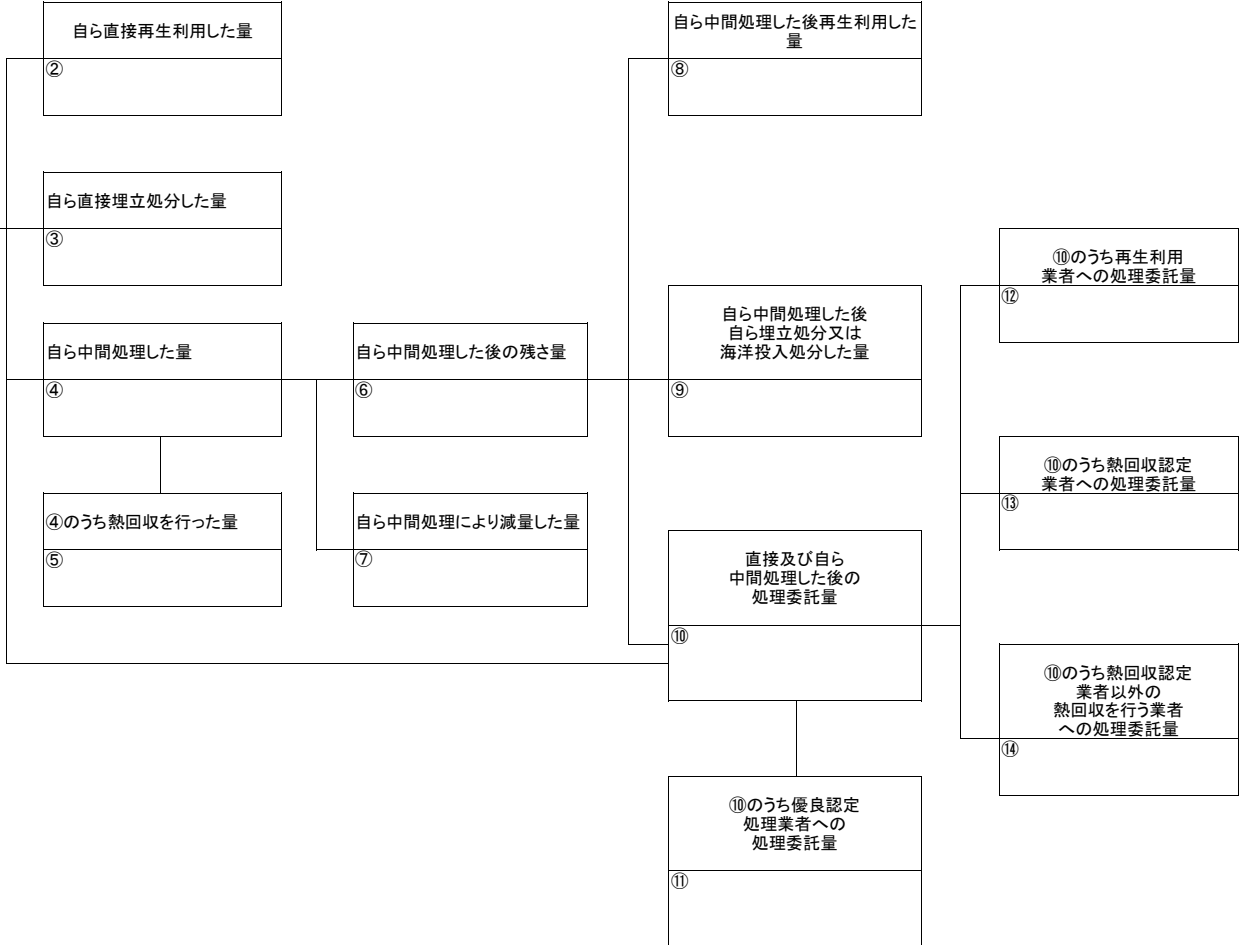 自ら直接再生利用した量
②
自ら中間処理した後再生利用した
量
⑧
自ら直接埋立処分した量
③
⑩のうち再生利用
業者への処理委託量
⑫
自ら中間処理した後
自ら埋立処分又は
海洋投入処分した量
⑨
自ら中間処理した量
④
自ら中間処理した後の残さ量
⑥
⑩のうち熱回収認定
業者への処理委託量
⑬
④のうち熱回収を行った量
⑤
自ら中間処理により減量した量
⑦
直接及び自ら
中間処理した後の
処理委託量
⑩
⑩のうち熱回収認定
業者以外の
熱回収を行う業者
への処理委託量
⑭
⑩のうち優良認定
処理業者への
処理委託量
⑪